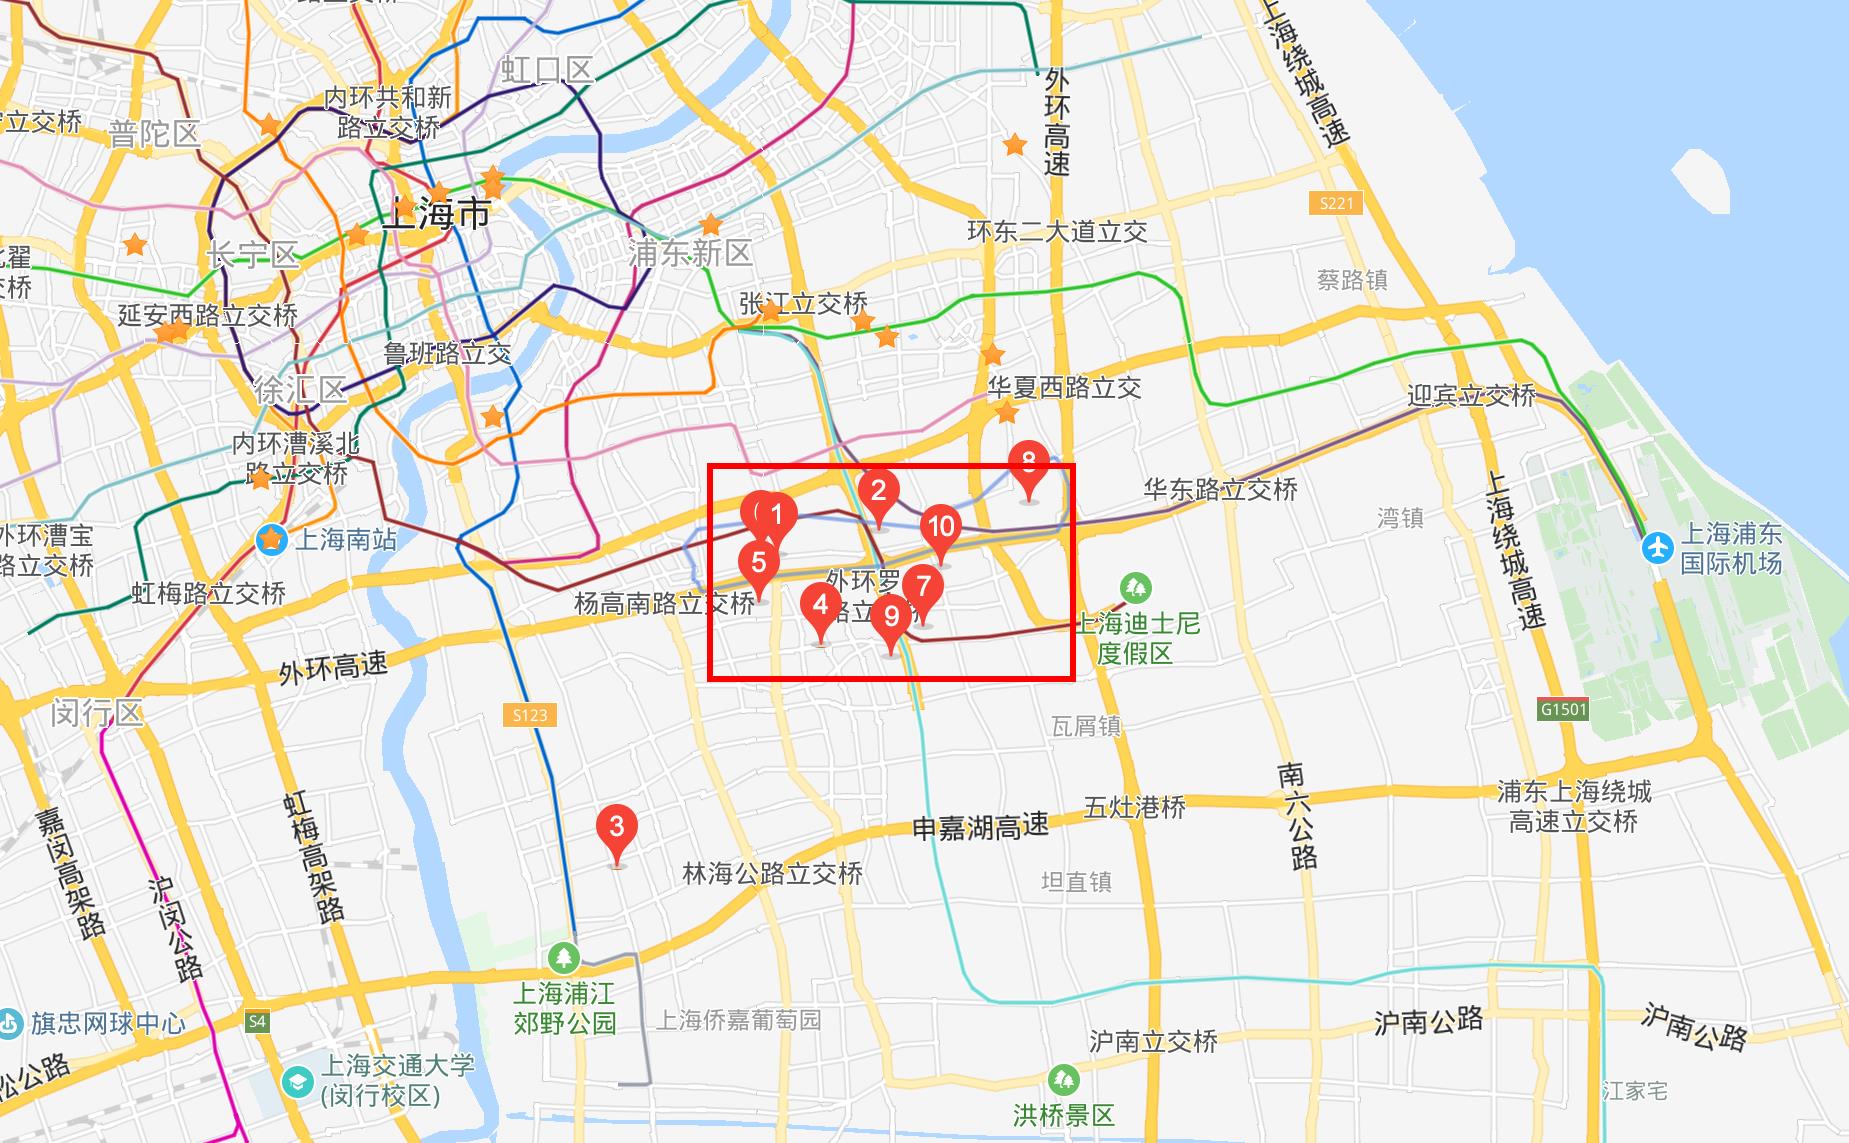 虹口区
内环共和新
路立交桥
立交桥
普陀区
外环高速
上海绕城高速
上海市
S221
环东二大道立交
长宁区
浦东新区
蔡路镇
延安西路立交桥
张江立交桥
鲁班路立交
徐汇区
华夏西路立交
迎宾立交桥
内环漕溪北
路立交桥
8
2
华东路立交桥
上海绕城高速
1
10
湾镇
外环漕宝
路立交桥
上海南站
上海浦东
国际机场
5
虹梅路立交桥
杨高南路立交桥
外环罗
路立交桥
4
7
9
上海迪士尼
度假区
外环高速
闵行区
S123
G1501
瓦屑镇
嘉闵高架路
虹梅高架路
沪闵公路
3
申嘉湖高速
五灶港桥
南六公路
浦东上海绕城
高速立交桥
林海公路立交桥
坦直镇
上海浦江
郊野公园
旗忠网球中心
S4
上海侨嘉葡萄园
沪南立交桥
沪南公路
沪南公路
上海交通大学
(闵行校区)
松公路
洪桥景区
江家宅